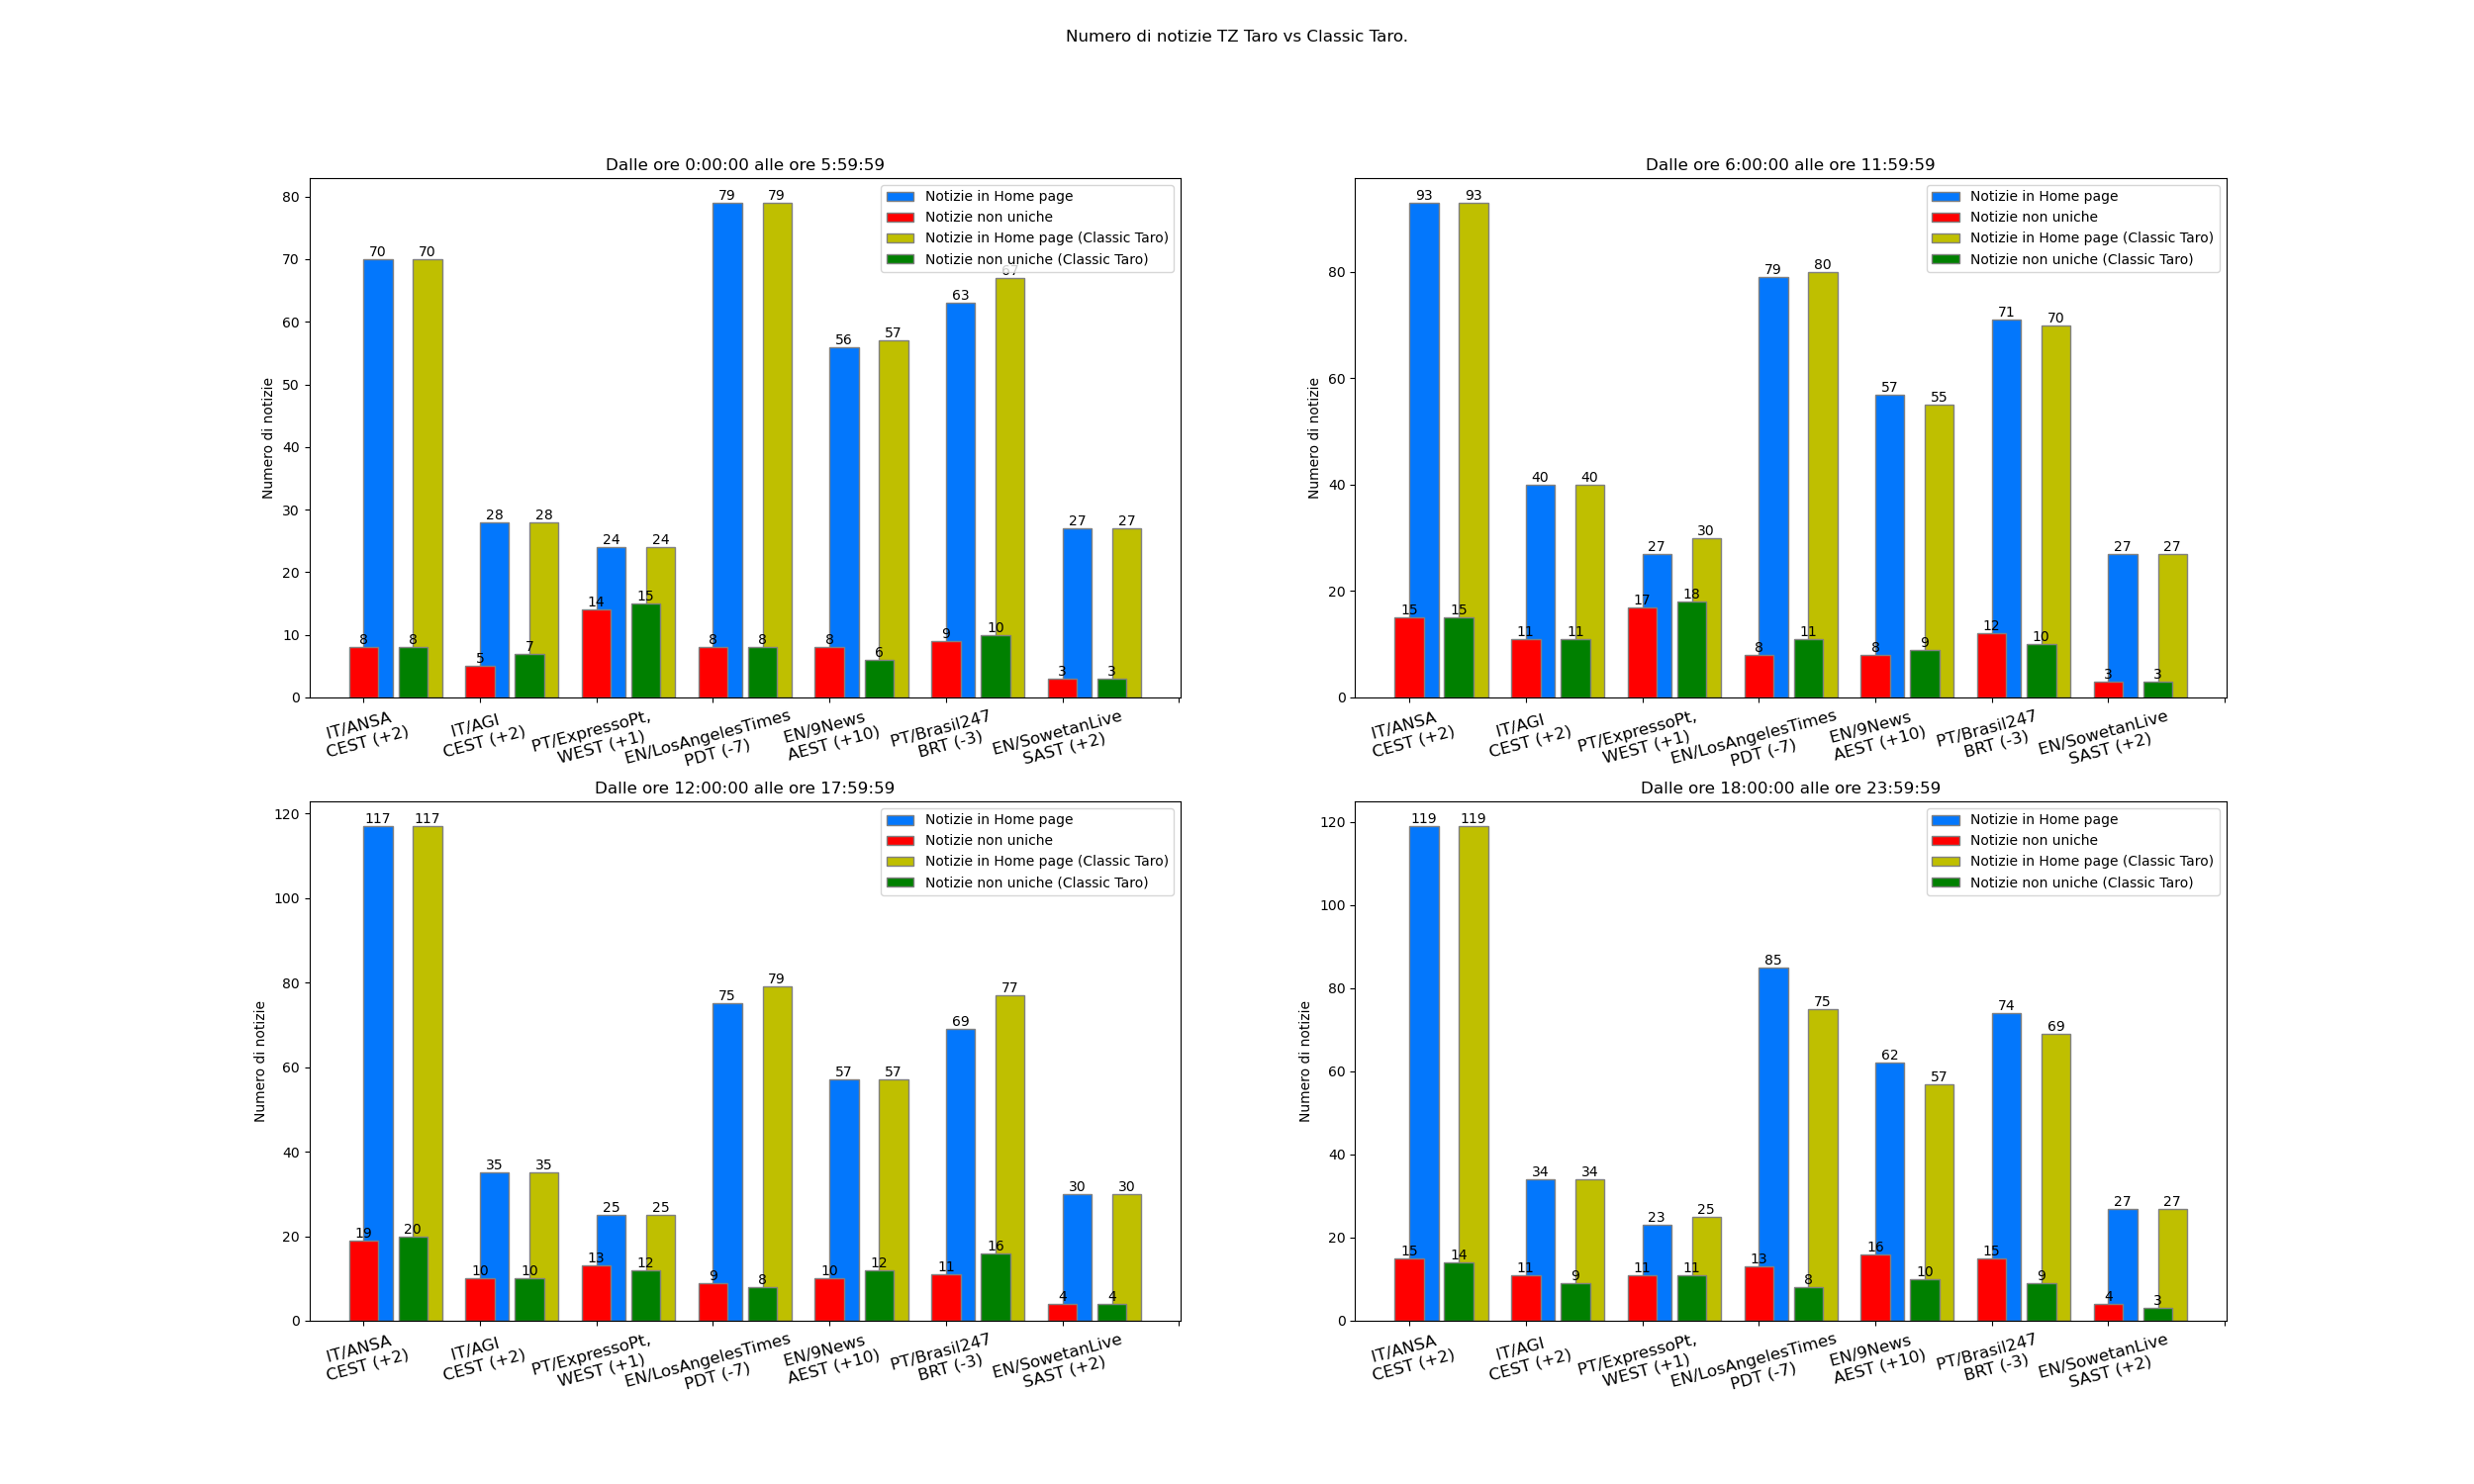 Numero di notizie TZ Taro vs Classic Taro.
Dalle ore 0:00:00 alle ore 5:59:59
Numero di notizie
80
70
60
50
40
30
20
10
0
Notizie in Home page
Notizie non uniche
Notizie in Home page (Classic Taro)
Notizie non uniche (Classic Taro)
70 70 28 28 24 24 79 79 56 57 63 67 27 27
8 8 5 7 14 15 8 8 8 6 9 10 3 3
IT/ANSA
CEST (+2)
IT/AGI
CEST (+2)
PT/ExpressoPt,
WEST (+1)
EN/LosAngelesTimes
PDT (-7)
EN/9News
AEST (+10)
PT/Brasil247
BRT (-3)
EN/SowetanLive
SAST (+2)
Dalle ore 6:00:00 alle ore 11:59:59
Numero di notizie
80
60
40
20
0
Notizie in Home page
Notizie non uniche
Notizie in Home page (Classic Taro)
Notizie non uniche (Classic Taro)
93 93 40 40 27 30 79 80 57 55 71 70 27 27
15 15 11 11 17 18 8 11 8 9 12 10 3 3
IT/ANSA
CEST (+2)
IT/AGI
CEST (+2)
PT/ExpressoPt,
WEST (+1)
EN/LosAngelesTimes
PDT (-7)
EN/9News
AEST (+10)
PT/Brasil247
BRT (-3)
EN/SowetanLive
SAST (+2)
Dalle ore 12:00:00 alle ore 17:59:59
Numero di notizie
120
100
80
60
40
20
0
Notizie in Home page
Notizie non uniche
Notizie in Home page (Classic Taro)
Notizie non uniche (Classic Taro)
117 117 35 35 25 25 75 79 57 57 69 77 30 30
19 20 10 10 13 12 9 8 10 12 11 16 4 4
IT/ANSA
CEST (+2)
IT/AGI
CEST (+2)
PT/ExpressoPt,
WEST (+1)
EN/LosAngelesTimes
PDT (-7)
EN/9News
AEST (+10)
PT/Brasil247
BRT (-3)
EN/SowetanLive
SAST (+2)
Dalle ore 18:00:00 alle ore 23:59:59
Numero di notizie
120
100
80
60
40
20
0
Notizie in Home page
Notizie non uniche
Notizie in Home page (Classic Taro)
Notizie non uniche (Classic Taro)
119 119 34 34 23 25 85 75 62 57 74 69 27 27
15 14 11 9 11 11 13 8 16 10 15 9 4 3
IT/ANSA
CEST (+2)
IT/AGI
CEST (+2)
PT/ExpressoPt,
WEST (+1)
EN/LosAngelesTimes
PDT (-7)
EN/9News
AEST (+10)
PT/Brasil247
BRT (-3)
EN/SowetanLive
SAST (+2)